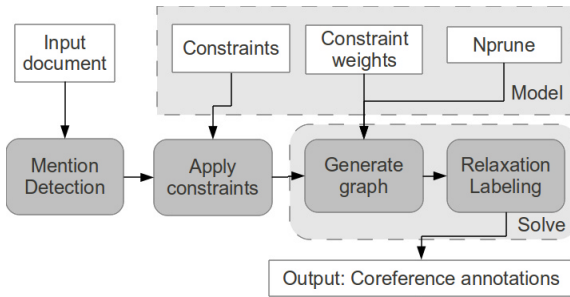 Input
document
Constraints
Constraint
weights
Nprune
Model
Mention
Detection
Apply
constraints
Generate
graph
Relaxation
Labeling
Solve
Output: Coreference annotations